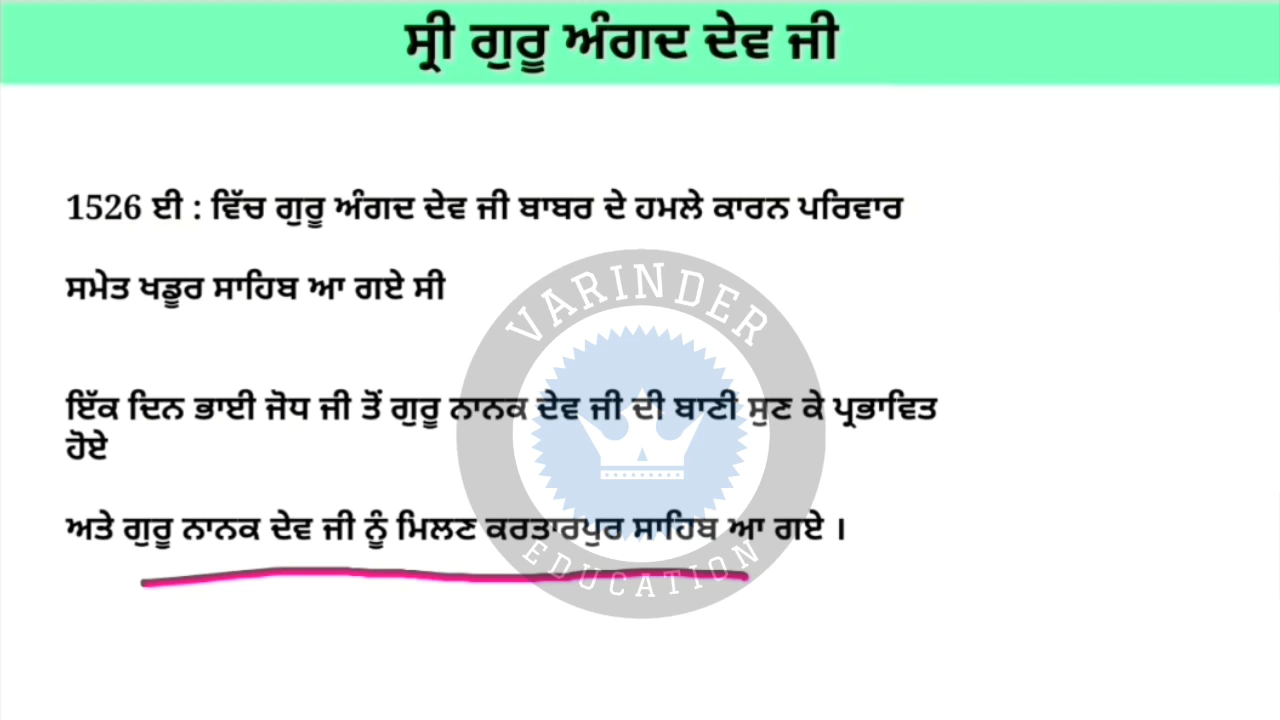 ਸ੍ਰੀ ਗੁਰੂ ਅੰਗਦ ਦੇਵ ਜੀ
1526 ਈ : ਵਿੱਚ ਗੁਰੂ ਅੰਗਦ ਦੇਵ ਜੀ ਬਾਬਰ ਦੇ ਹਮਲੇ ਕਾਰਨ ਪਰਿਵਾਰ
ਸਮੇਤ ਖਡੂਰ ਸਾਹਿਬ ਆ ਗਏ ਸੀ
ਇੱਕ ਦਿਨ ਭਾਈ ਜੋਧ ਜੀ ਤੋਂ ਗੁਰੂ ਨਾਨਕ ਦੇਵ ਜੀ ਦੀ ਬਾਣੀ ਸੁਣ ਕੇ ਪ੍ਰਭਾਵਿਤ
ਹੋਏ
ਅਤੇ ਗੁਰੂ ਨਾਨਕ ਦੇਵ ਜੀ ਨੂੰ ਮਿਲਣ ਕਰਤਾਰਪੁਰ ਸਾਹਿਬ ਆ ਗਏ ।
VARINDER
EDUCATION